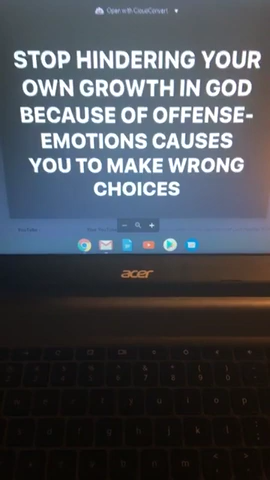 Open with CloudConvert
STOP HINDERING YOUR
OWN GROWTH IN GOD
BECAUSE OF OFFENSE-
EMOTIONS CAUSES
YOU TO MAKE WRONG
CHOICES
acer